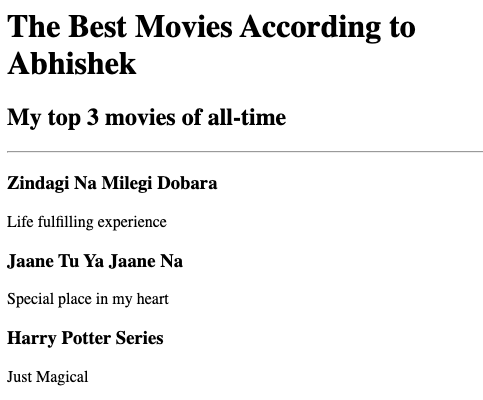 The Best Movies According to
Abhishek
My top 3 movies of all-time
Zindagi Na Milegi Dobara
Life fulfilling experience
Jaane Tu Ya Jaane Na
Special place in my heart
Harry Potter Series
Just Magical